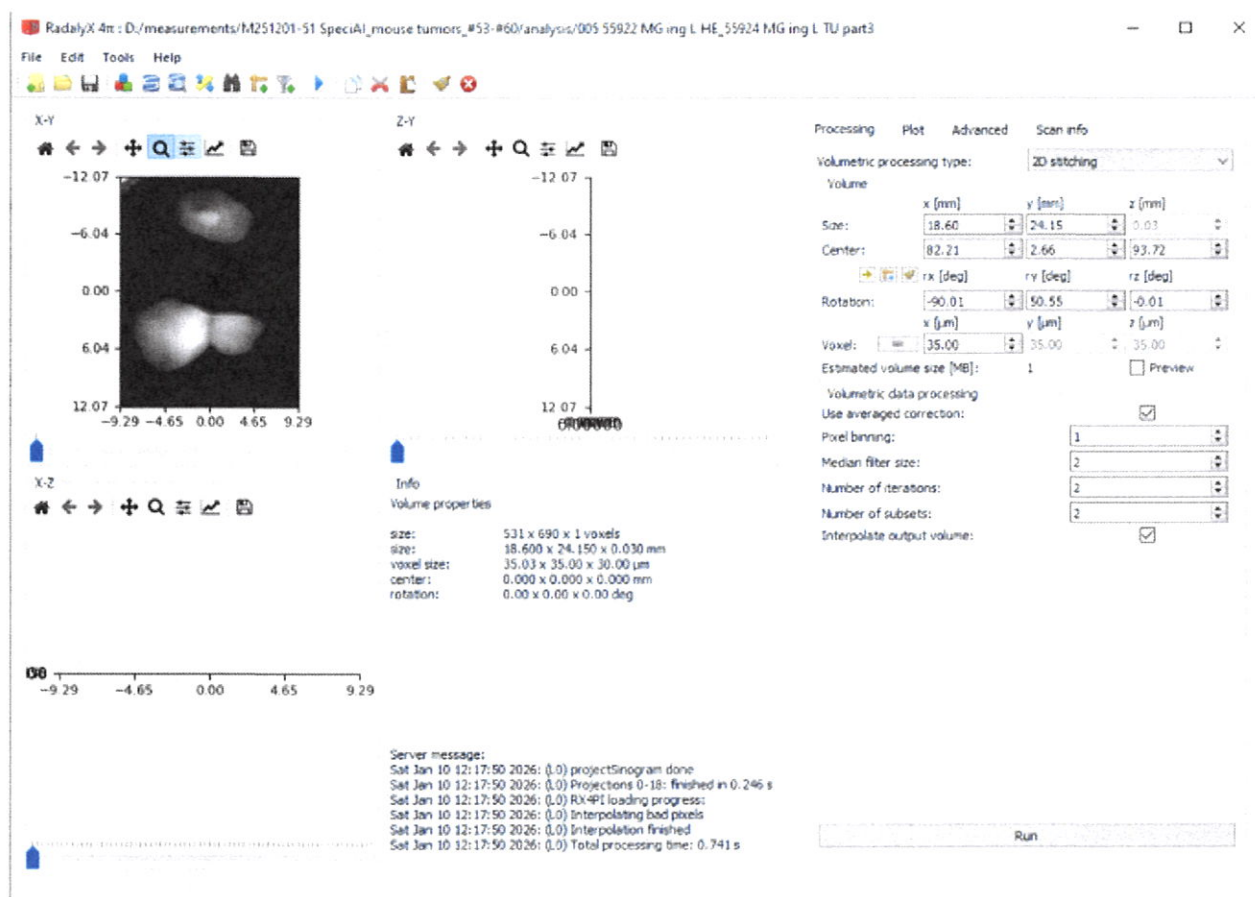 RadalyX 4π : D:/measurements/M251201-51 SpeciAl_mouse tumors_#53-#60/analysis/005 55922 MG ing L HE_55924 MG ing L TU part3
File Edit Tools Help
X-Y
−12 07
−6.04
0.00
6.04
12.07
−9.29 −4.65 0.00 4.65 9.29
Z-Y
−12 07
−6.04
0.00
6.04
12 07
X-Z
−9 29 −4.65 0.00 4.65 9 29
Info
Volume properties
size: 531 x 690 x 1 voxels
size: 18.600 x 24.150 x 0.030 mm
voxel size: 35.03 x 35.00 x 30.00 µm
center: 0.000 x 0.000 x 0.000 mm
rotation: 0.00 x 0.00 x 0.00 deg
Server message:
Sat Jan 10 12:17:50 2026: (L0) projectSinogram done
Sat Jan 10 12:17:50 2026: (L0) Projections 0-18: finished in 0.246 s
Sat Jan 10 12:17:50 2026: (L0) RX4PI loading progress:
Sat Jan 10 12:17:50 2026: (L0) Interpolating bad pixels
Sat Jan 10 12:17:50 2026: (L0) Interpolation finished
Sat Jan 10 12:17:50 2026: (L0) Total processing time: 0.741 s
Processing Plot Advanced Scan info
Volumetric processing type: 2D stitching
Volume
x [mm] y [mm] z [mm]
Size: 18.60 24.15 0.03
Center: 82.21 2.66 93.72
rx [deg] ry [deg] rz [deg]
Rotation: -90.01 50.55 -0.01
x [µm] y [µm] z [µm]
Voxel: = 35.00 35.00 35.00
Estimated volume size [MB]: 1 Preview
Volumetric data processing
Use averaged correction:
Pixel binning: 1
Median filter size: 2
Number of iterations: 2
Number of subsets: 2
Interpolate output volume:
Run